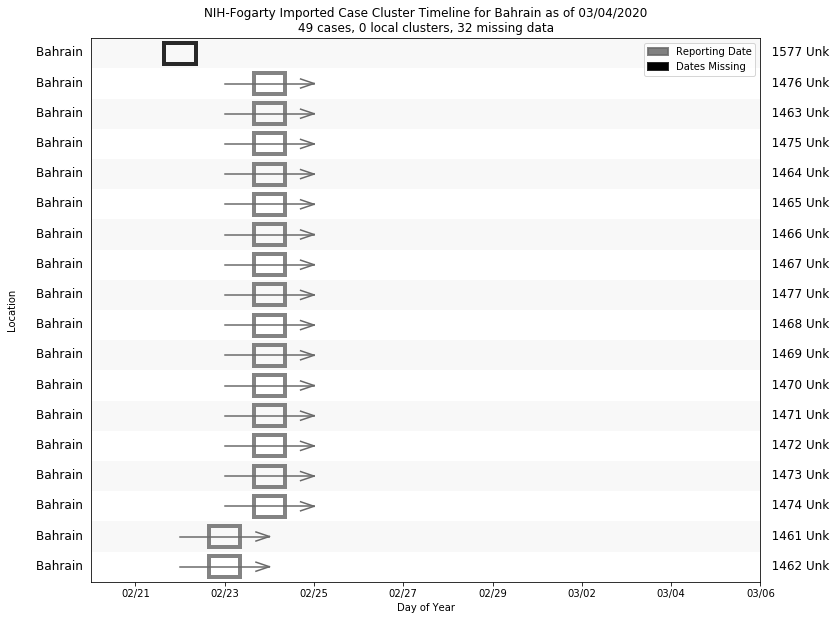 NIH-Fogarty Imported Case Cluster Timeline for Bahrain as of 03/04/2020
49 cases, 0 local clusters, 32 missing data
Reporting Date
Dates Missing
Bahrain 1577 Unk
Bahrain 1476 Unk
Bahrain 1463 Unk
Bahrain 1475 Unk
Bahrain 1464 Unk
Bahrain 1465 Unk
Bahrain 1466 Unk
Bahrain 1467 Unk
Bahrain 1477 Unk
Bahrain 1468 Unk
Bahrain 1469 Unk
Bahrain 1470 Unk
Bahrain 1471 Unk
Bahrain 1472 Unk
Bahrain 1473 Unk
Bahrain 1474 Unk
Bahrain 1461 Unk
Bahrain 1462 Unk
Location
02/21 02/23 02/25 02/27 02/29 03/02 03/04 03/06
Day of Year